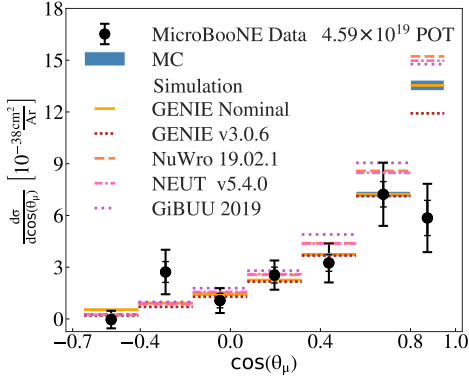 MicroBooNE Data 4.59×10¹⁹ POT
MC
Simulation
GENIE Nominal
GENIE v3.0.6
NuWro 19.02.1
NEUT v5.4.0
GiBUU 2019
dσ/dcos(θμ) [10⁻³⁸ cm²/Ar]
18
15
12
9
6
3
0
−0.7 −0.4 0.0 0.4 0.8 1.0
cos(θμ)